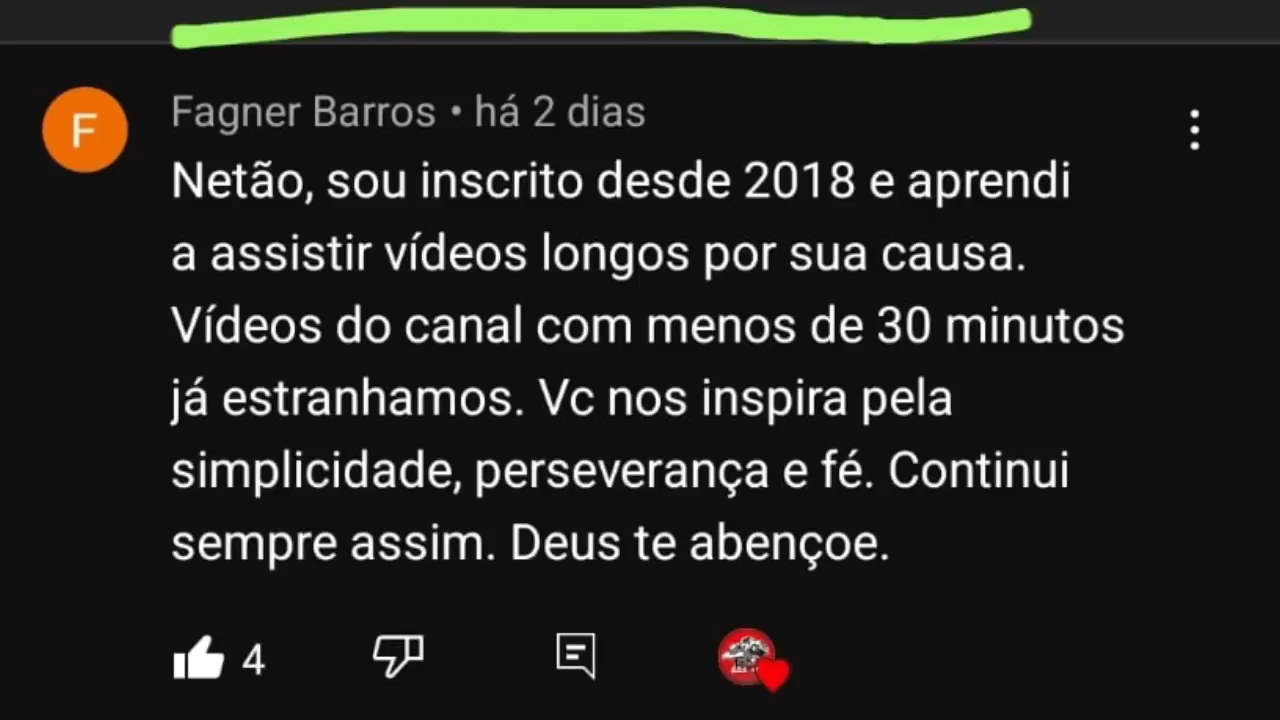 F
Fagner Barros • há 2 dias
Netão, sou inscrito desde 2018 e aprendi
a assistir vídeos longos por sua causa.
Vídeos do canal com menos de 30 minutos
já estranhamos. Vc nos inspira pela
simplicidade, perseverança e fé. Continui
sempre assim. Deus te abençoe.
4